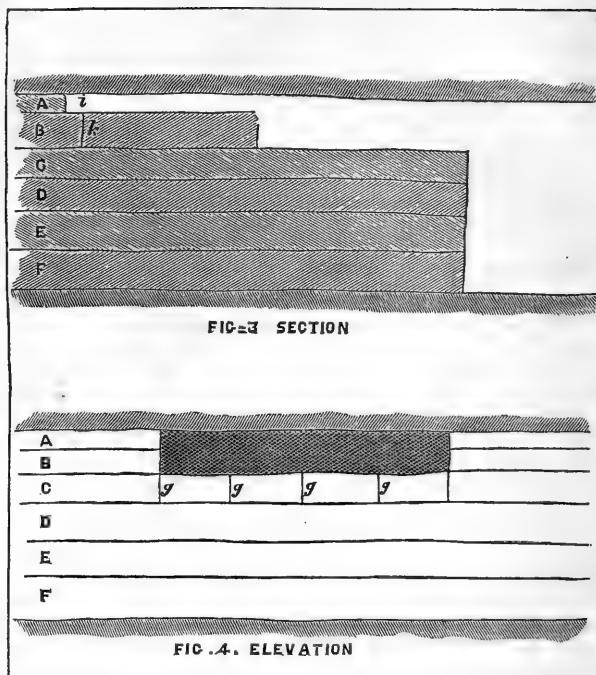 A i
B k
C
D
E
F
FIG=3 SECTION
A
B
C g g g g
D
E
F
FIG.4. ELEVATION